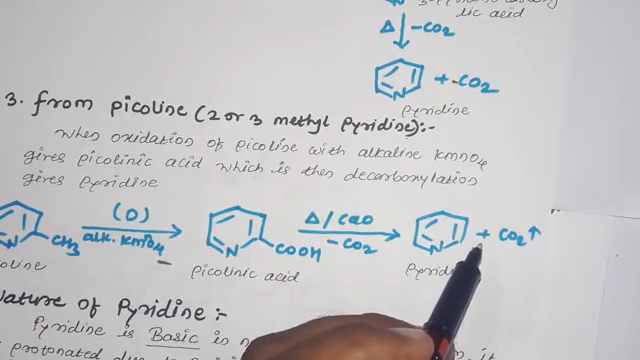 lic acid
Δ -CO2
N + CO2
Pyridine
3. from picoline (2 or 3 methyl Pyridine):-
When oxidation of picoline with alkaline KMnO4
gives picolinic acid which is then decarboxylation
gives Pyridine
N CH3 (O) alk. KMnO4 N COOH Δ/CaO -CO2 N + CO2↑
Picolinic acid
Nature of Pyridine:-
Pyridine is Basic is
protonated due